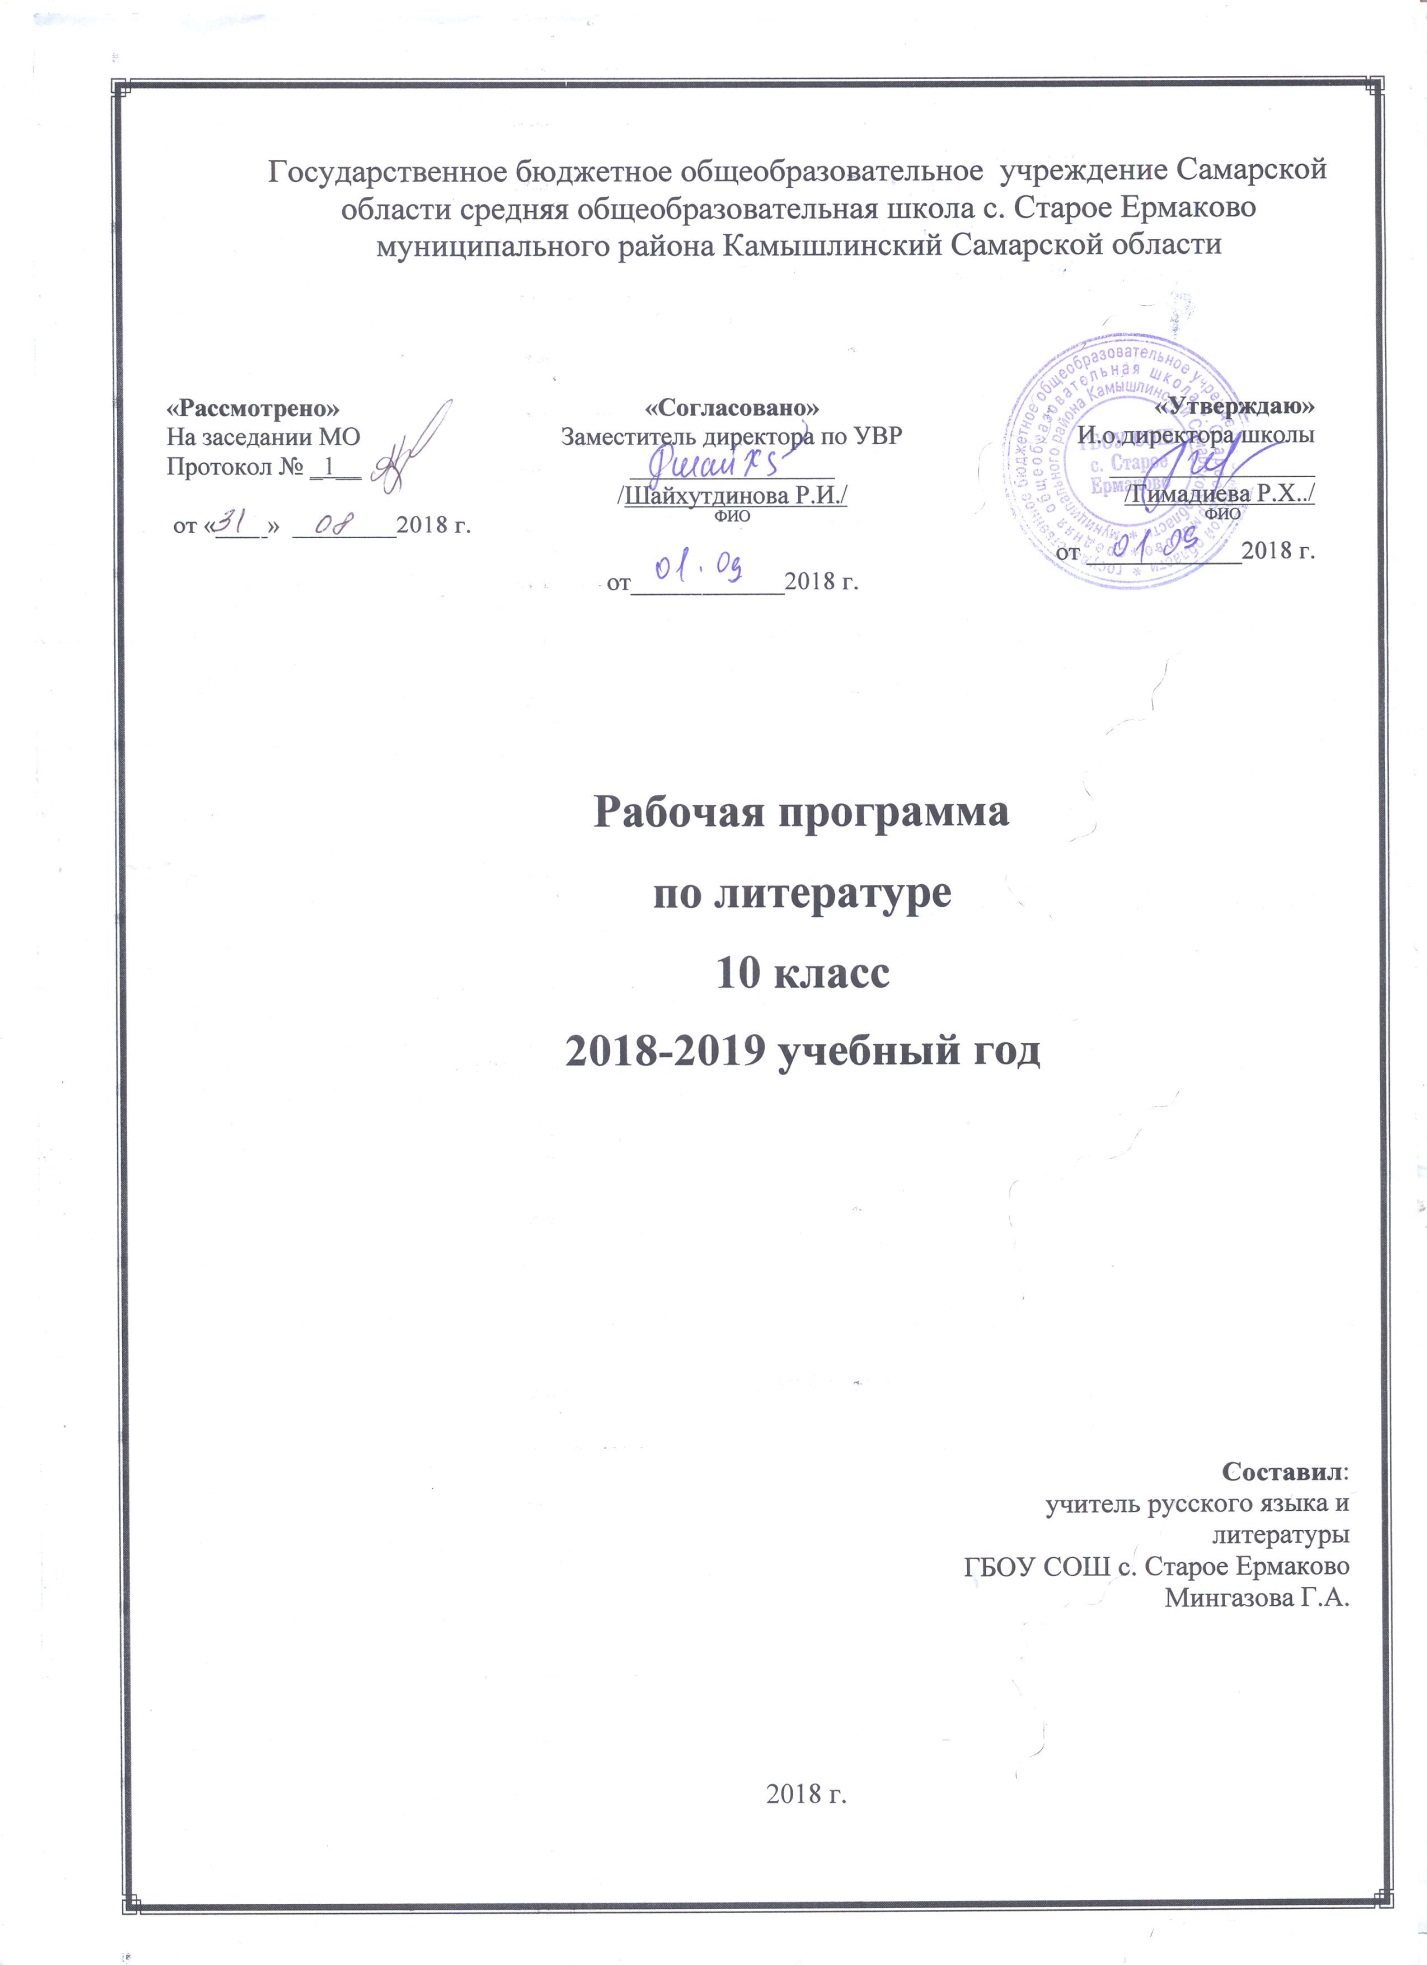 Государственное бюджетное общеобразовательное учреждение Самарской
области средняя общеобразовательная школа с. Старое Ермаково
муниципального района Камышлинский Самарской области
«Рассмотрено»
На заседании МО
Протокол № _1__
от «31» 08 2018 г.
«Согласовано»
Заместитель директора по УВР
/Шайхутдинова Р.И./
ФИО
от 01.09 2018 г.
«Утверждаю»
И.о.директора школы
/Гимадиева Р.Х../
ФИО
от 01 09 2018 г.
с. Старое
Ермаково
Рабочая программа
по литературе
10 класс
2018-2019 учебный год
Составил:
учитель русского языка и
литературы
ГБОУ СОШ с. Старое Ермаково
Мингазова Г.А.
2018 г.